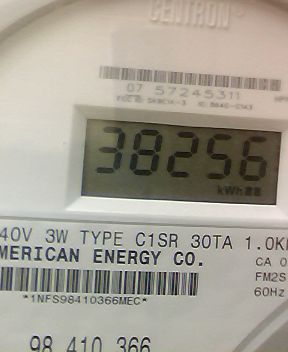 CENTRON
07 57245311
38256
kWh
40V 3W TYPE C1SR 30TA 1.0K
MERICAN ENERGY CO.
CA 0
FM2S
60Hz
*1NFS98410366MEC*
98 410 366